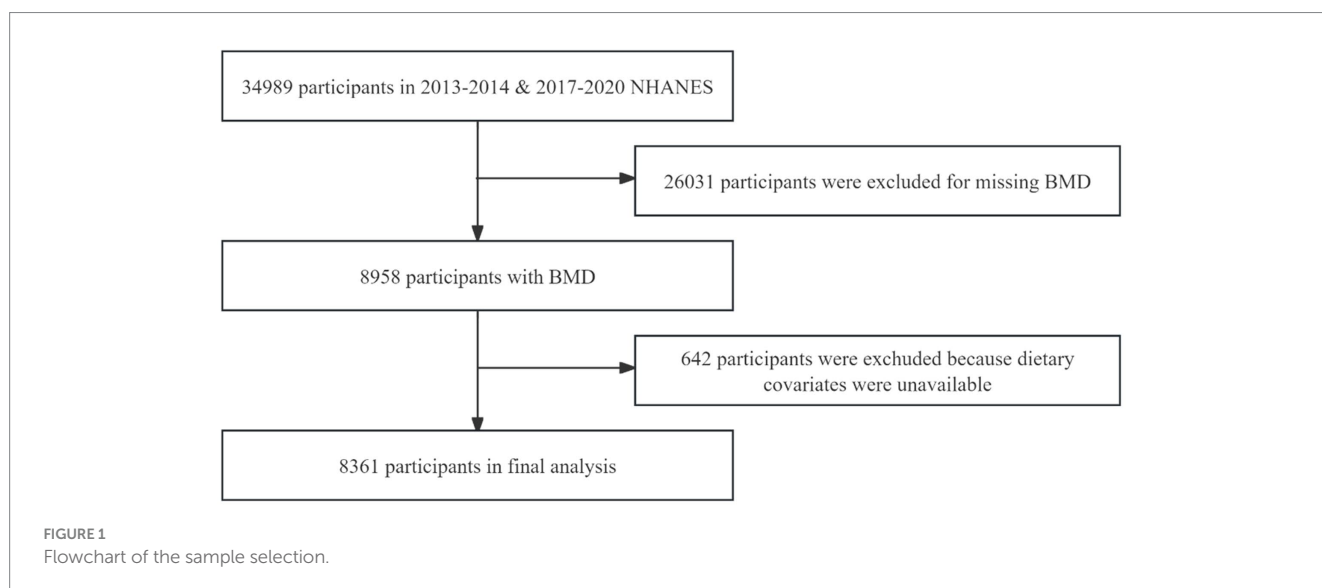 34989 participants in 2013-2014 & 2017-2020 NHANES
26031 participants were excluded for missing BMD
8958 participants with BMD
642 participants were exchuded because dietary
covariates were unavailable
8361 participants in final analysis
FIGURE 1
Flowchart of the sample selection.